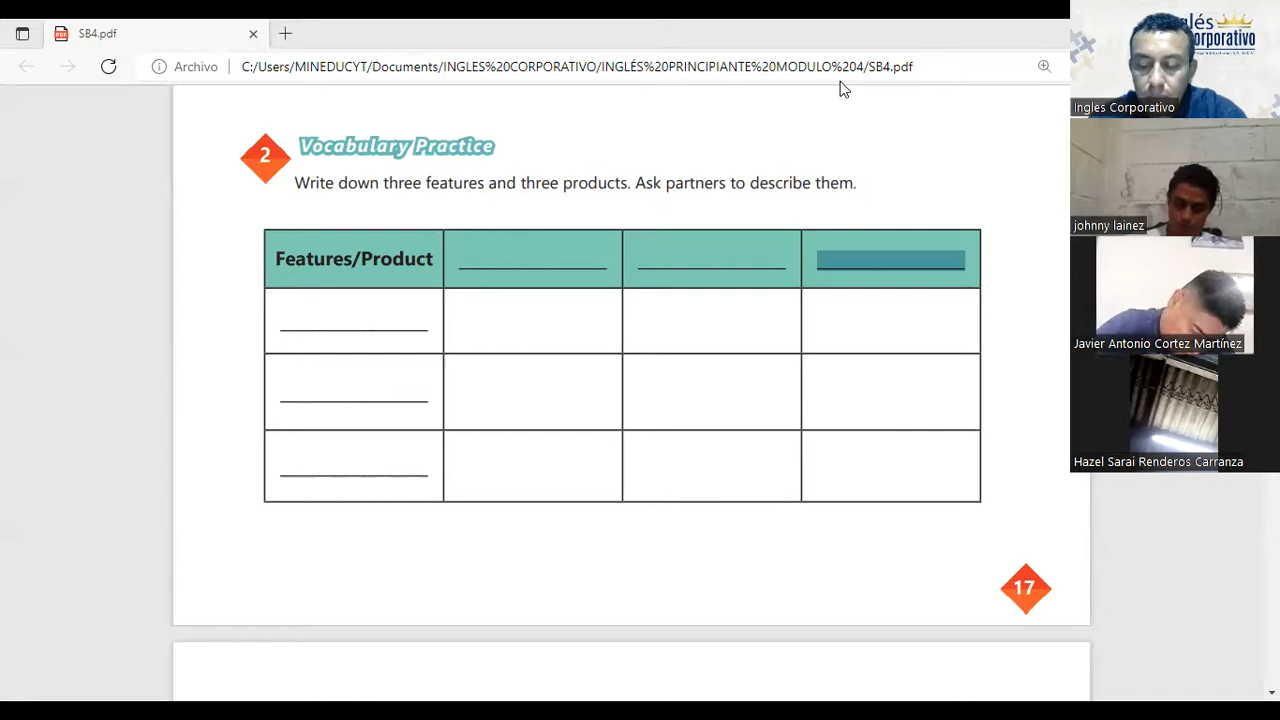 SB4.pdf
Archivo
C:/Users/MINEDUCYT/Documents/INGLES%20CORPORATIVO/INGLÉS%20PRINCIPIANTE%20MODULO%204/SB4.pdf
2
Vocabulary Practice
Write down three features and three products. Ask partners to describe them.
Features/Product
17
Inglés Corporativo
Ingles Corporativo
johnny lainez
Javier Antonio Cortez Martínez
Hazel Sarai Renderos Carranza